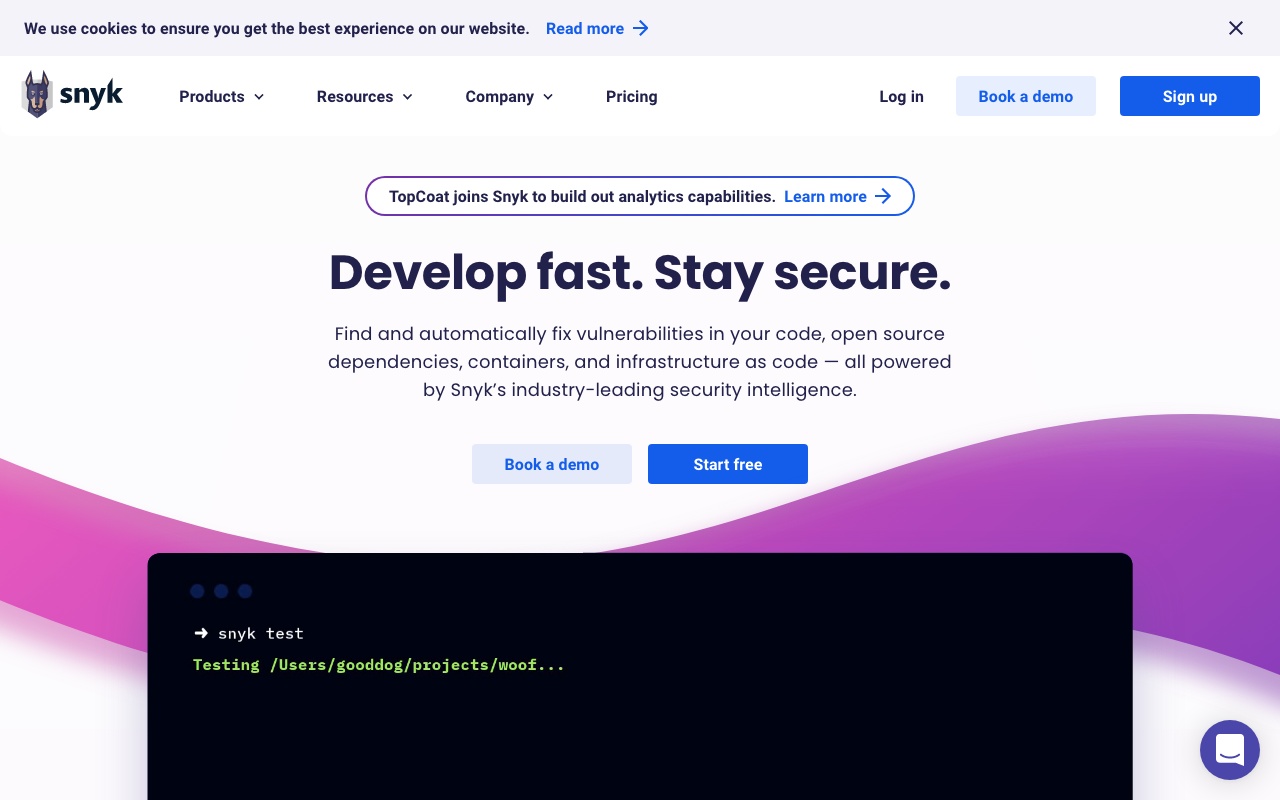 We use cookies to ensure you get the best experience on our website. Read more
snyk Products Resources Company Pricing Log in Book a demo Sign up
TopCoat joins Snyk to build out analytics capabilities. Learn more
Develop fast. Stay secure.
Find and automatically fix vulnerabilities in your code, open source
dependencies, containers, and infrastructure as code — all powered
by Snyk’s industry-leading security intelligence.
Book a demo Start free
➜ snyk test
Testing /Users/gooddog/projects/woof...